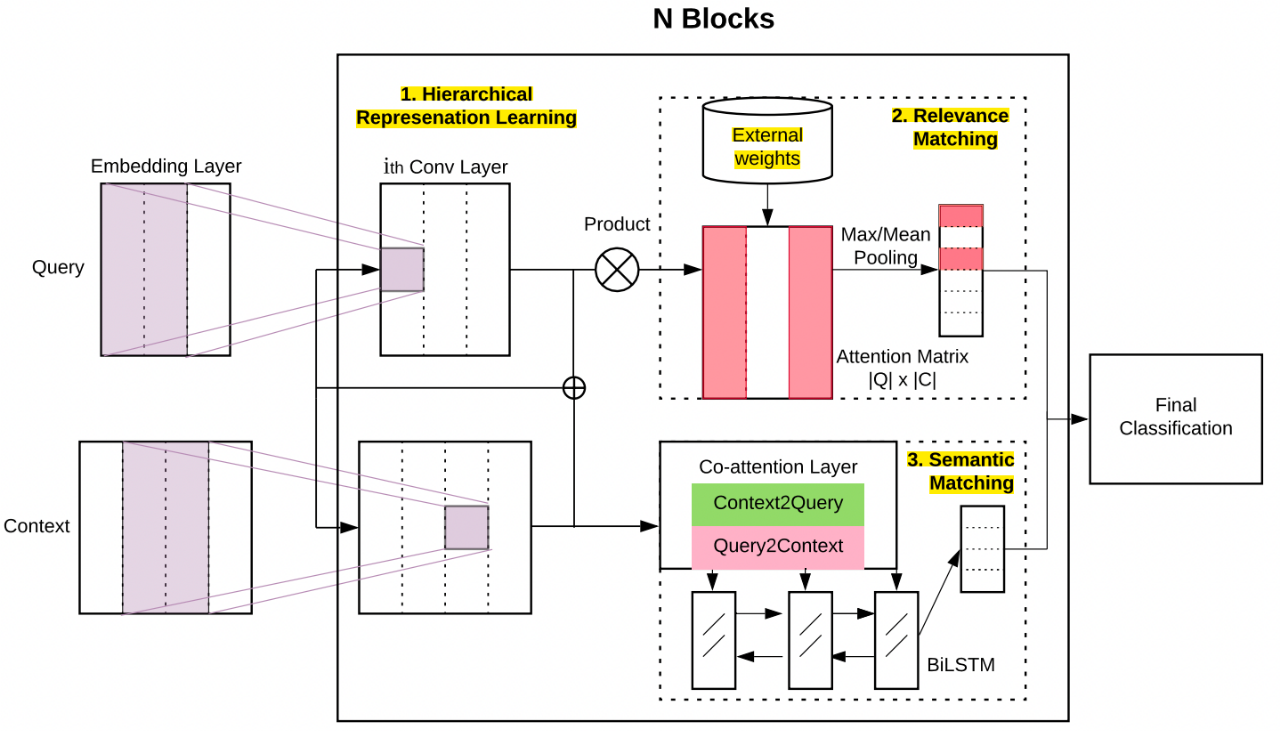 N Blocks
1. Hierarchical
Represenation Learning
Embedding Layer
ith Conv Layer
Query
Product
External
weights
2. Relevance
Matching
Max/Mean
Pooling
Attention Matrix
|Q| x |C|
Final
Classification
Context
Co-attention Layer
Context2Query
Query2Context
3. Semantic
Matching
BiLSTM